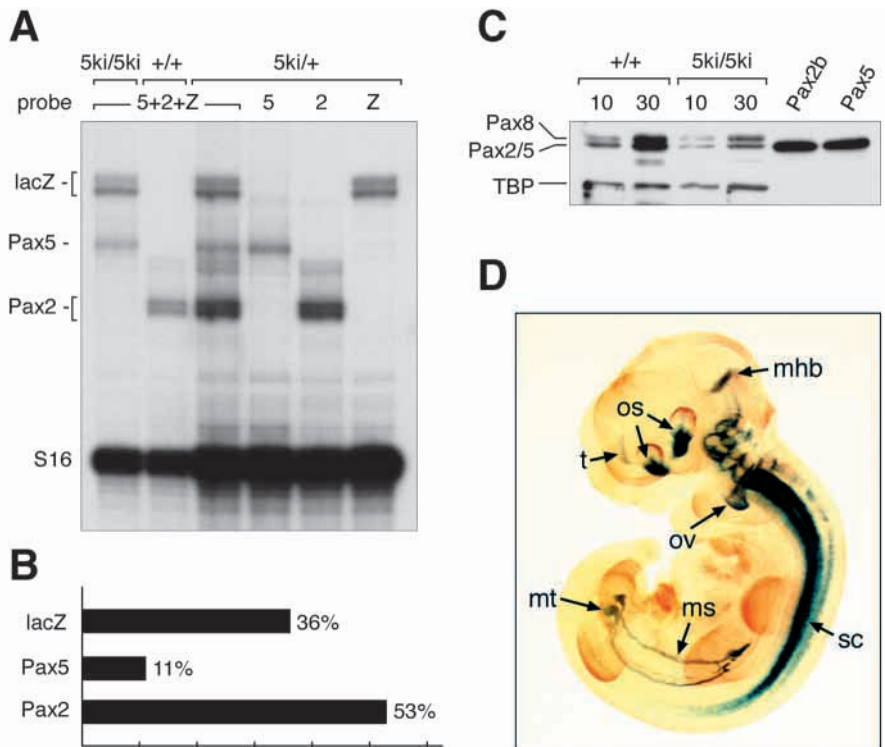 A
5ki/5ki +/+ 5ki/+
probe 5+2+Z 5 2 Z
lacZ -[
Pax5 -
Pax2 -[
S16
B
lacZ 36%
Pax5 11%
Pax2 53%
C
+/+ 5ki/5ki
10 30 10 30 Pax2b Pax5
Pax8
Pax2/5
TBP
D
mhb
os
t
ov
mt
ms
sc